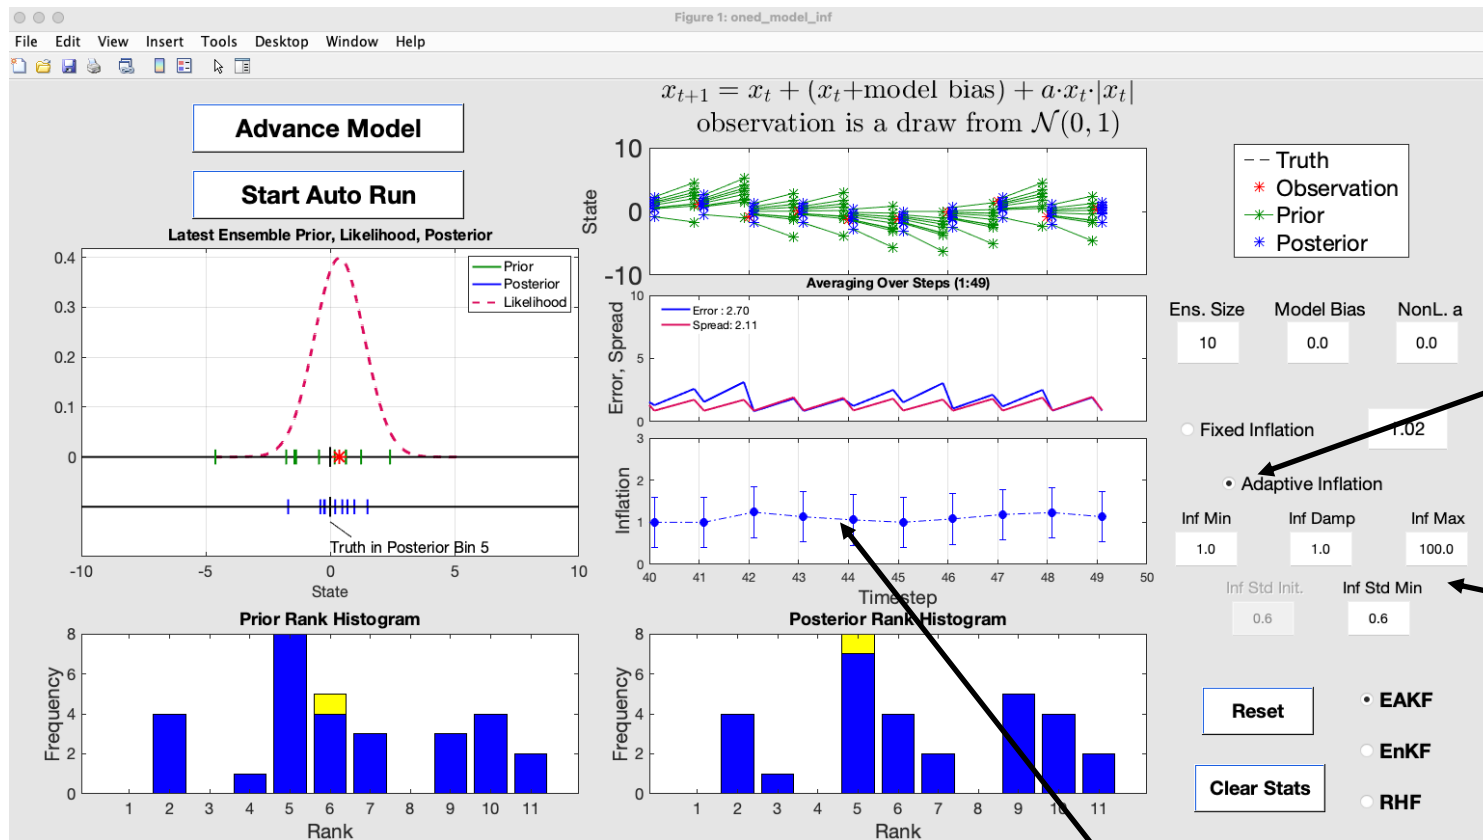 Figure 1: oned_model_inf
File Edit View Insert Tools Desktop Window Help
x_{t+1} = x_t + (x_t+model bias) + a·x_t·|x_t|
observation is a draw from 𝒩(0, 1)
Advance Model
Start Auto Run
Latest Ensemble Prior, Likelihood, Posterior
0.4
0.3
0.2
0.1
0
Prior
Posterior
Likelihood
Truth in Posterior Bin 5
-10 -5 0 5 10
State
10
0
-10
State
Truth
Observation
Prior
Posterior
Averaging Over Steps (1:49)
10
5
0
Error, Spread
Error : 2.70
Spread: 2.11
3
2
1
0
Inflation
40 41 42 43 44 45 46 47 48 49 50
Timestep
Ens. Size Model Bias NonL. a
10 0.0 0.0
Fixed Inflation 1.02
Adaptive Inflation
Inf Min Inf Damp Inf Max
1.0 1.0 100.0
Inf Std Init. Inf Std Min
0.6 0.6
Prior Rank Histogram
8
6
4
2
0
Frequency
1 2 3 4 5 6 7 8 9 10 11
Rank
Posterior Rank Histogram
8
6
4
2
0
Frequency
1 2 3 4 5 6 7 8 9 10 11
Rank
Reset
Clear Stats
EAKF
EnKF
RHF